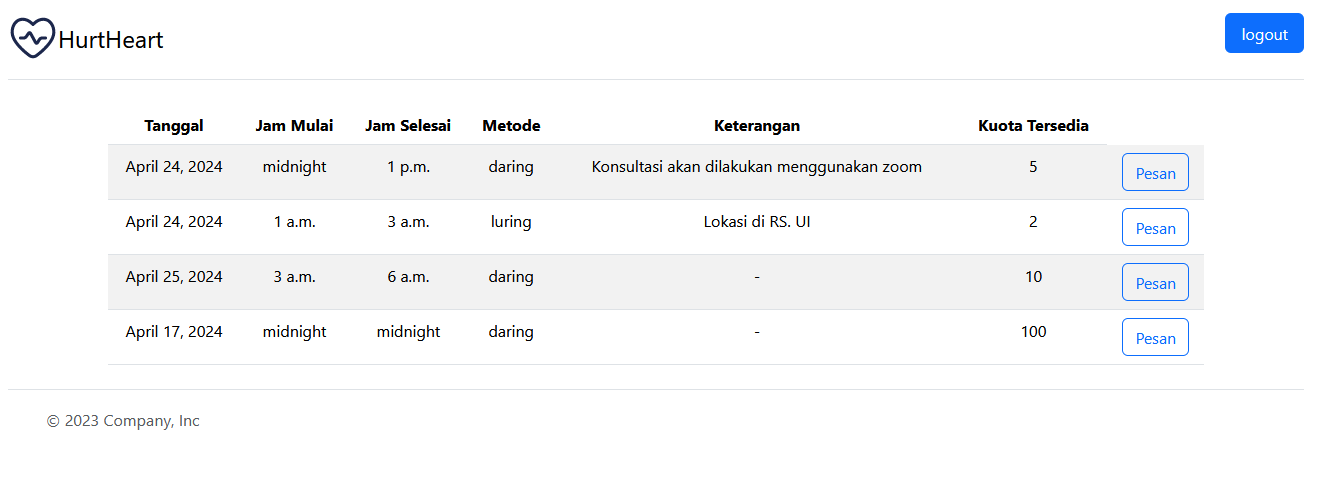 HurtHeart logout
Tanggal Jam Mulai Jam Selesai Metode Keterangan Kuota Tersedia
April 24, 2024 midnight 1 p.m. daring Konsultasi akan dilakukan menggunakan zoom 5 Pesan
April 24, 2024 1 a.m. 3 a.m. luring Lokasi di RS. UI 2 Pesan
April 25, 2024 3 a.m. 6 a.m. daring - 10 Pesan
April 17, 2024 midnight midnight daring - 100 Pesan
© 2023 Company, Inc